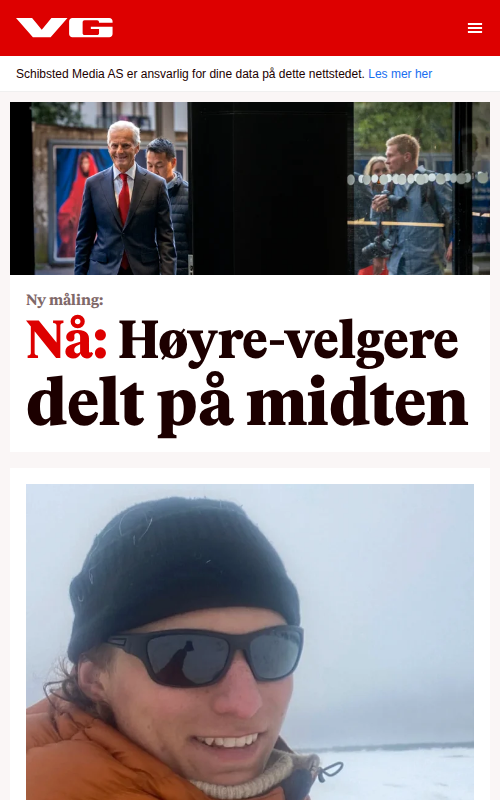 VG
Schibsted Media AS er ansvarlig for dine data på dette nettstedet. Les mer her
Ny måling:
Nå: Høyre-velgere
delt på midten